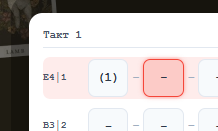 Такт 1
E4|1 (1) – – –
B3|2 – – –